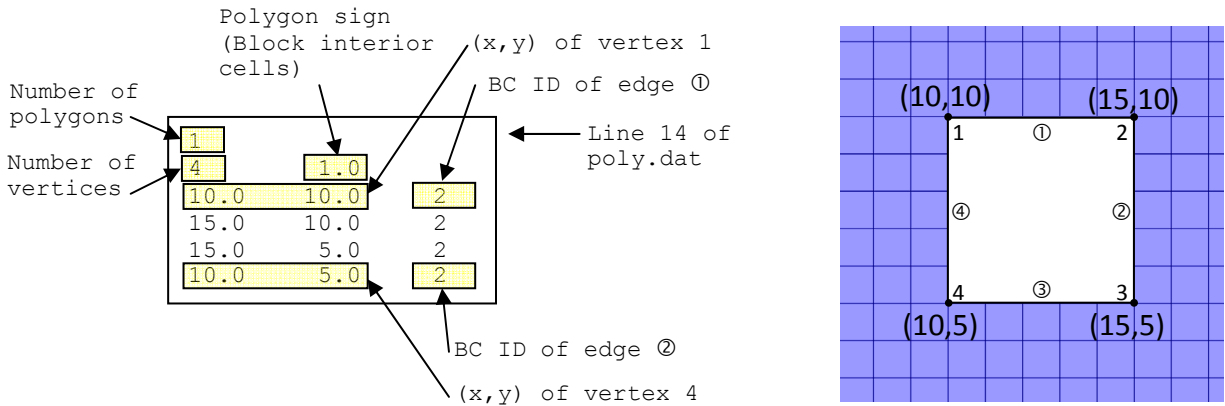 Polygon sign
(Block interior
cells)
(x,y) of vertex 1
BC ID of edge ①
Number of
polygons
Number of
vertices
Line 14 of
poly.dat
1
4 1.0
10.0 10.0 2
15.0 10.0 2
15.0 5.0 2
10.0 5.0 2
BC ID of edge ②
(x,y) of vertex 4
(10,10) (15,10)
1 ① 2
④ ②
4 ③ 3
(10,5) (15,5)